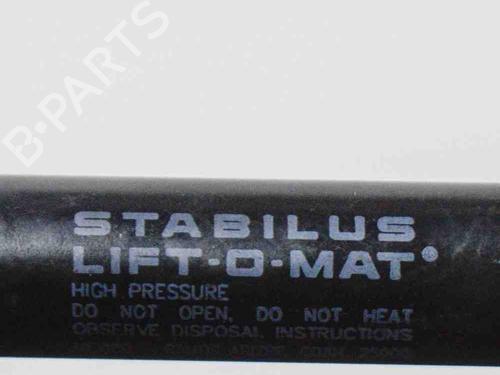 B-PARTS
STABILUS
LIFT-O-MAT®
HIGH PRESSURE
DO NOT OPEN, DO NOT HEAT
OBSERVE DISPOSAL INSTRUCTIONS